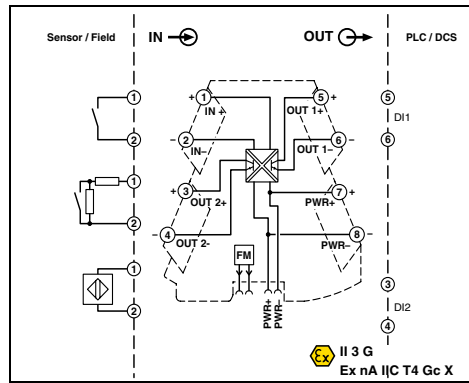 Sensor / Field
IN
OUT
PLC / DCS
1
+ 1
IN +
5 +
OUT 1+
5
DI1
2
– 2
IN–
6 –
OUT 1–
6
1
+ 3
OUT 2+
7 +
PWR+
2
– 4
OUT 2-
8 –
PWR–
FM
1
2
PWR+
PWR–
3
DI2
4
Ex II 3 G
Ex nA IIC T4 Gc X